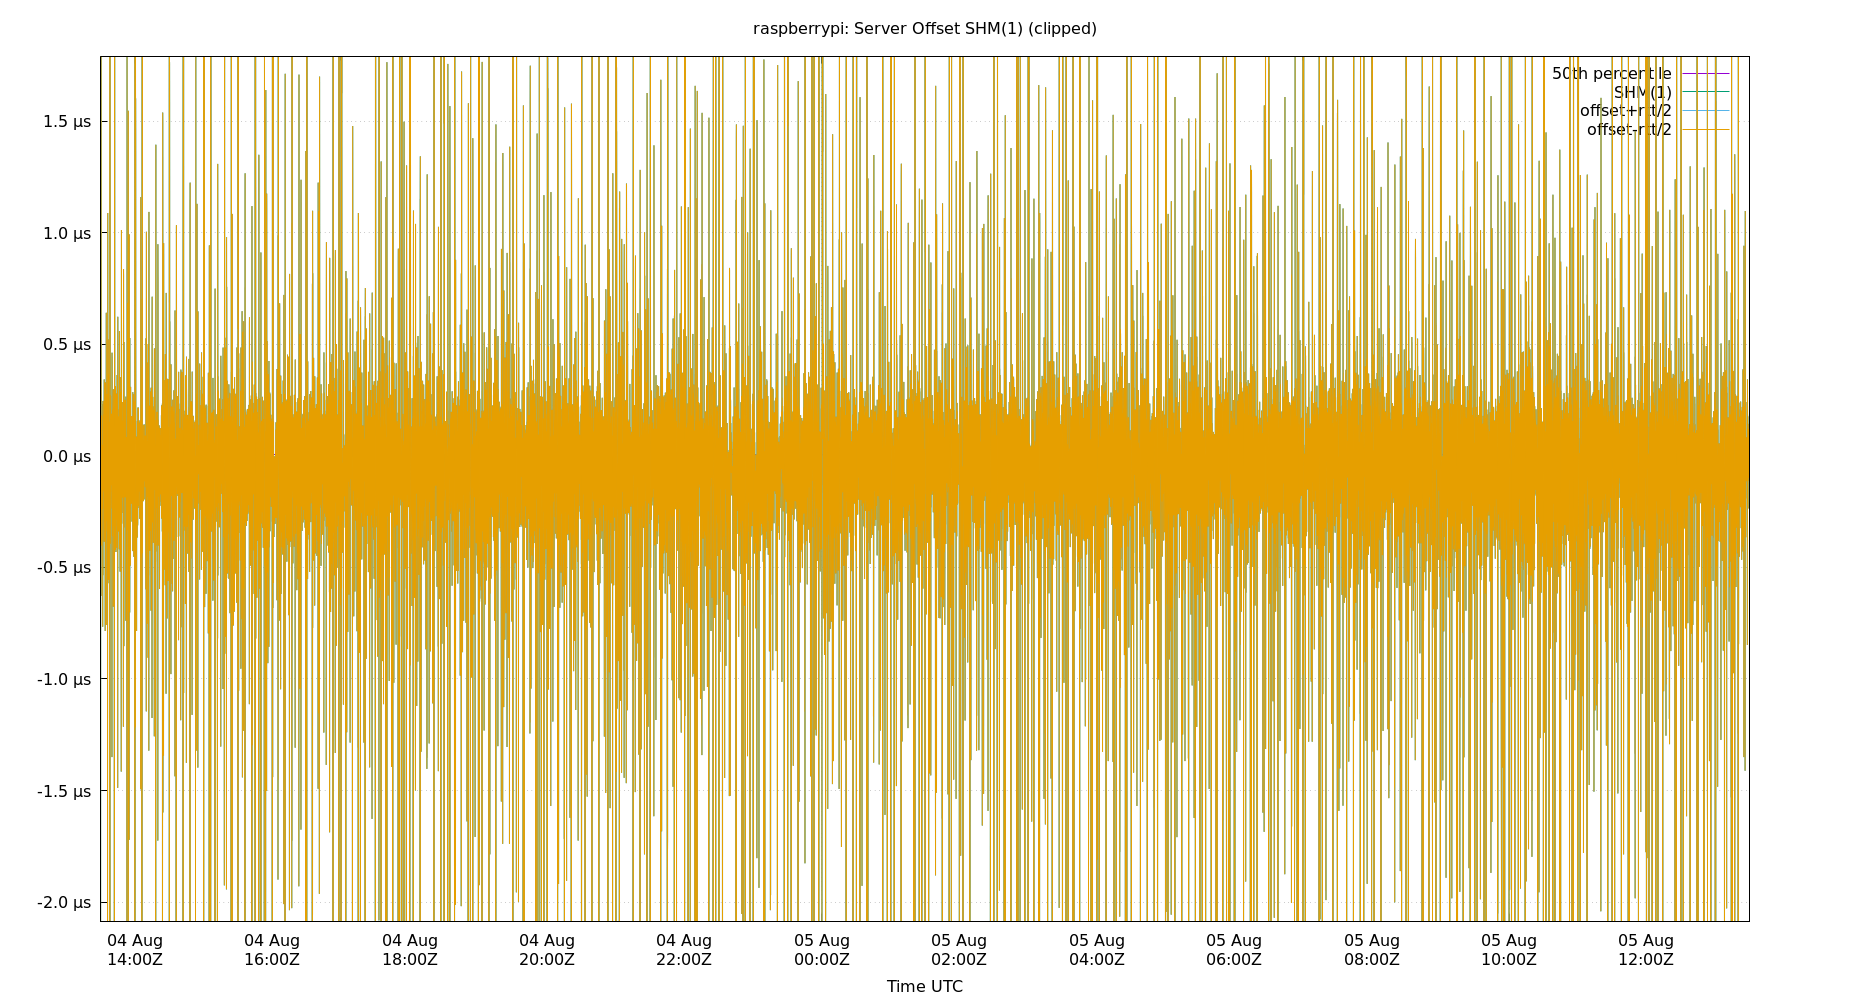 raspberrypi: Server Offset SHM(1) (clipped)
50th percentile
SHM(1)
offset+rtt/2
offset-rtt/2
1.5 µs
1.0 µs
0.5 µs
0.0 µs
-0.5 µs
-1.0 µs
-1.5 µs
-2.0 µs
04 Aug 04 Aug 04 Aug 04 Aug 04 Aug 05 Aug 05 Aug 05 Aug 05 Aug 05 Aug 05 Aug 05 Aug
14:00Z 16:00Z 18:00Z 20:00Z 22:00Z 00:00Z 02:00Z 04:00Z 06:00Z 08:00Z 10:00Z 12:00Z
Time UTC